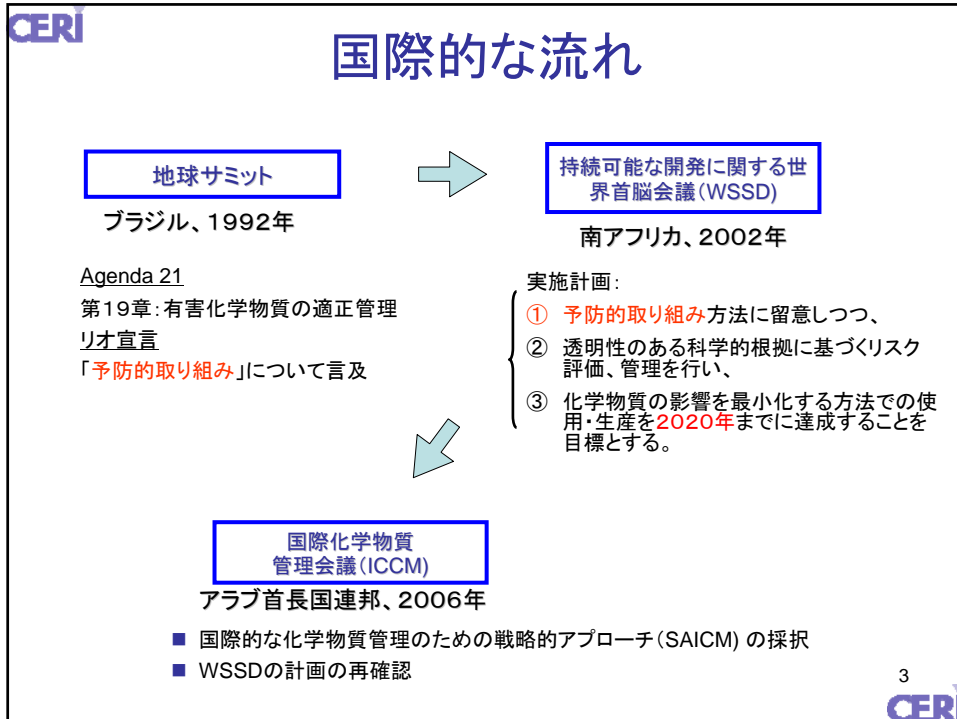 CERI
国際的な流れ
地球サミット
ブラジル、1992年
Agenda 21
第19章：有害化学物質の適正管理
リオ宣言
「予防的取り組み」について言及
持続可能な開発に関する世
界首脳会議（WSSD)
南アフリカ、2002年
実施計画：
① 予防的取り組み方法に留意しつつ、
② 透明性のある科学的根拠に基づくリスク
評価、管理を行い、
③ 化学物質の影響を最小化する方法での使
用・生産を2020年までに達成することを
目標とする。
国際化学物質
管理会議（ICCM)
アラブ首長国連邦、2006年
■ 国際的な化学物質管理のための戦略的アプローチ（SAICM) の採択
■ WSSDの計画の再確認
3
CERI